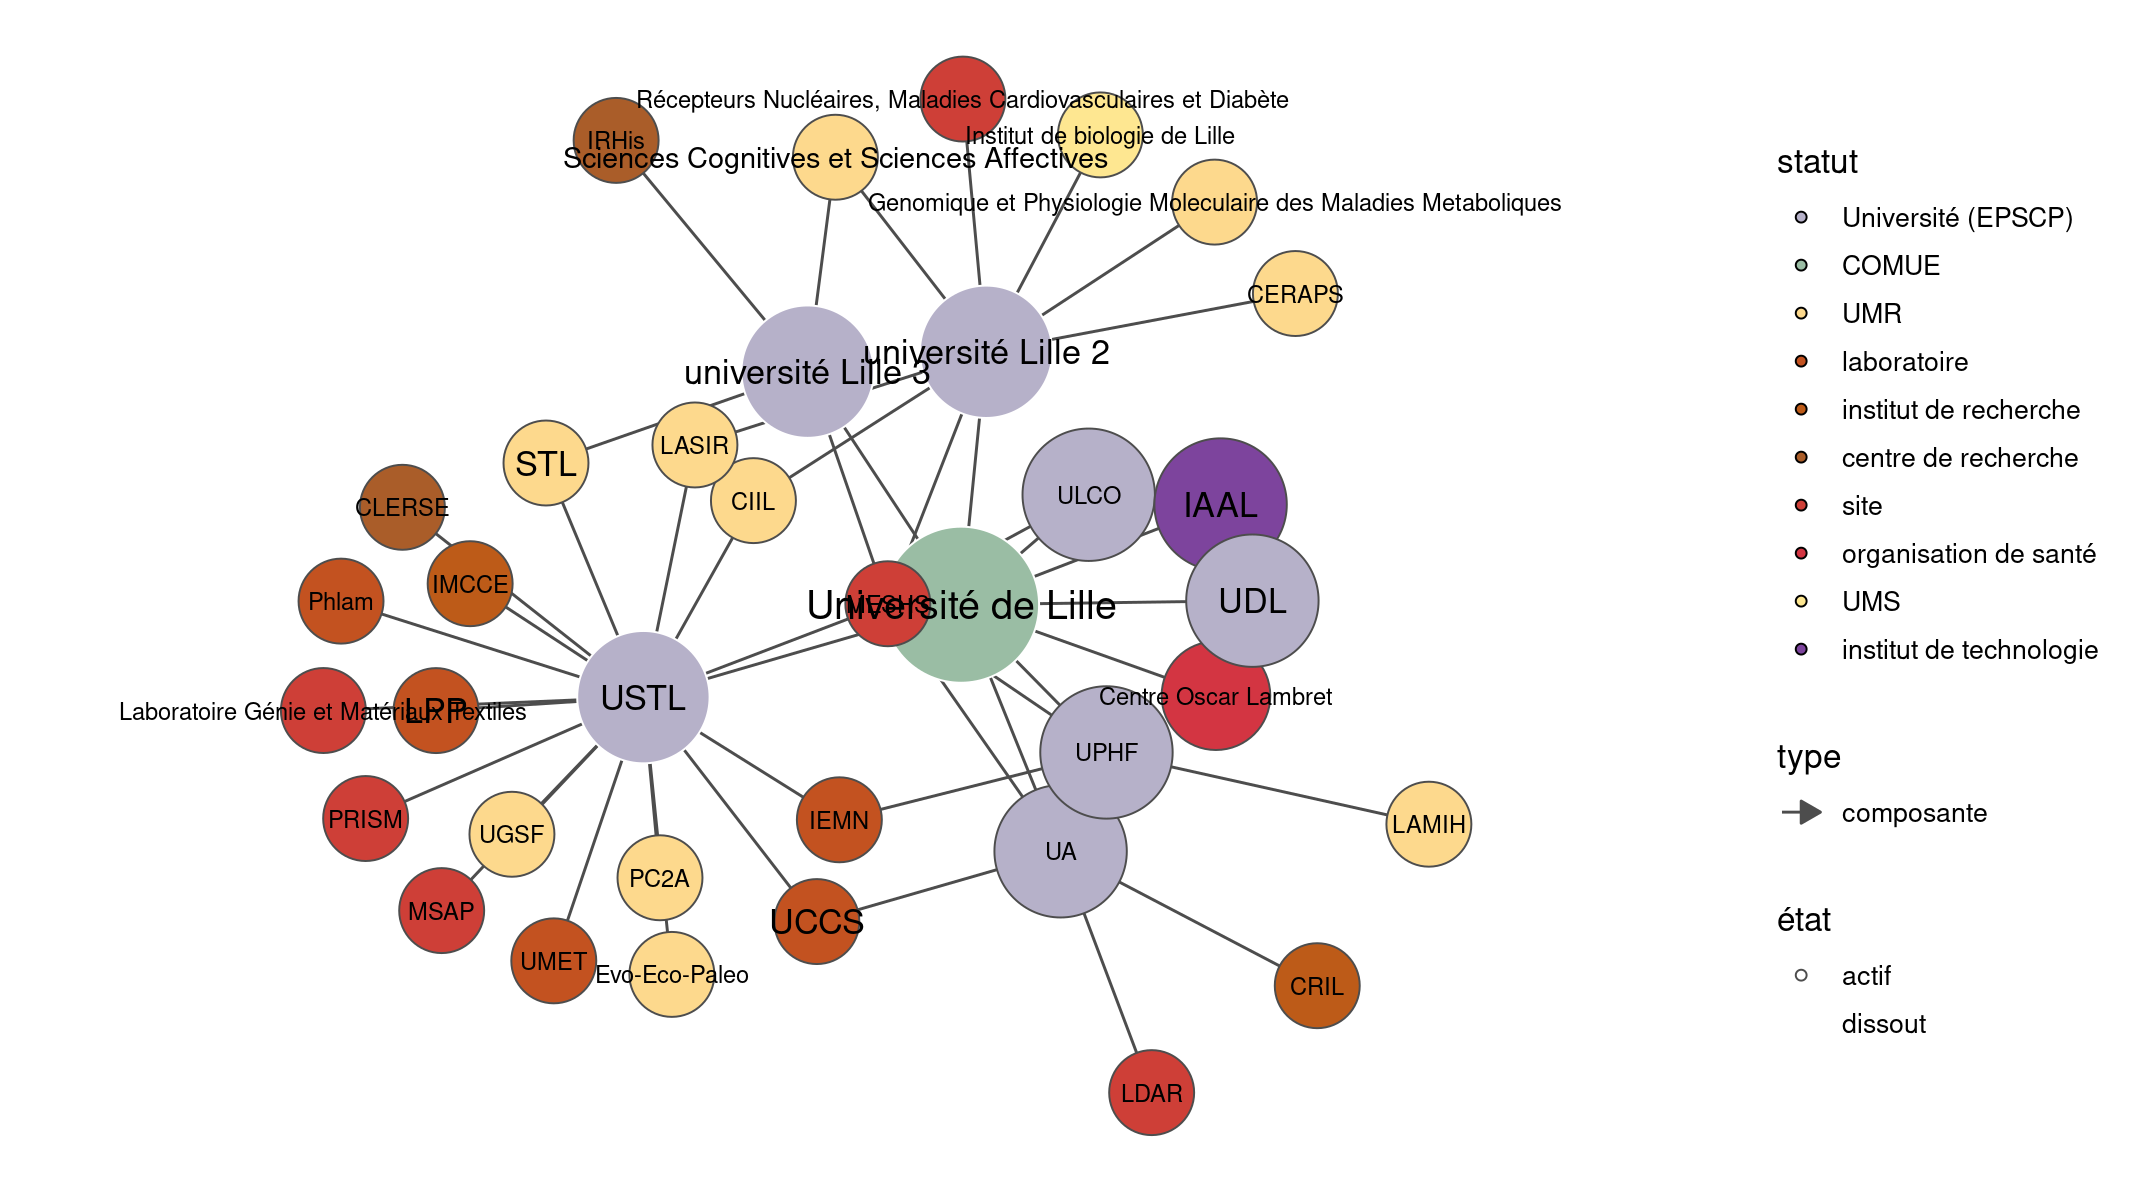 Récepteurs Nucléaires, Maladies Cardiovasculaires et Diabète
Institut de biologie de Lille
IRHis
Sciences Cognitives et Sciences Affectives
Genomique et Physiologie Moleculaire des Maladies Metaboliques
CERAPS
université Lille 2
université Lille 3
LASIR
STL
CIIL
ULCO
IAAL
CLERSE
IMCCE
Phlam
MESHS
Université de Lille
UDL
USTL
Centre Oscar Lambret
Laboratoire Génie et Matériaux Textiles
LPP
UPHF
PRISM
IEMN
LAMIH
UGSF
UA
PC2A
MSAP
UCCS
UMET
Evo-Eco-Paleo
CRIL
LDAR
statut
Université (EPSCP)
COMUE
UMR
laboratoire
institut de recherche
centre de recherche
site
organisation de santé
UMS
institut de technologie
type
composante
état
actif
dissout